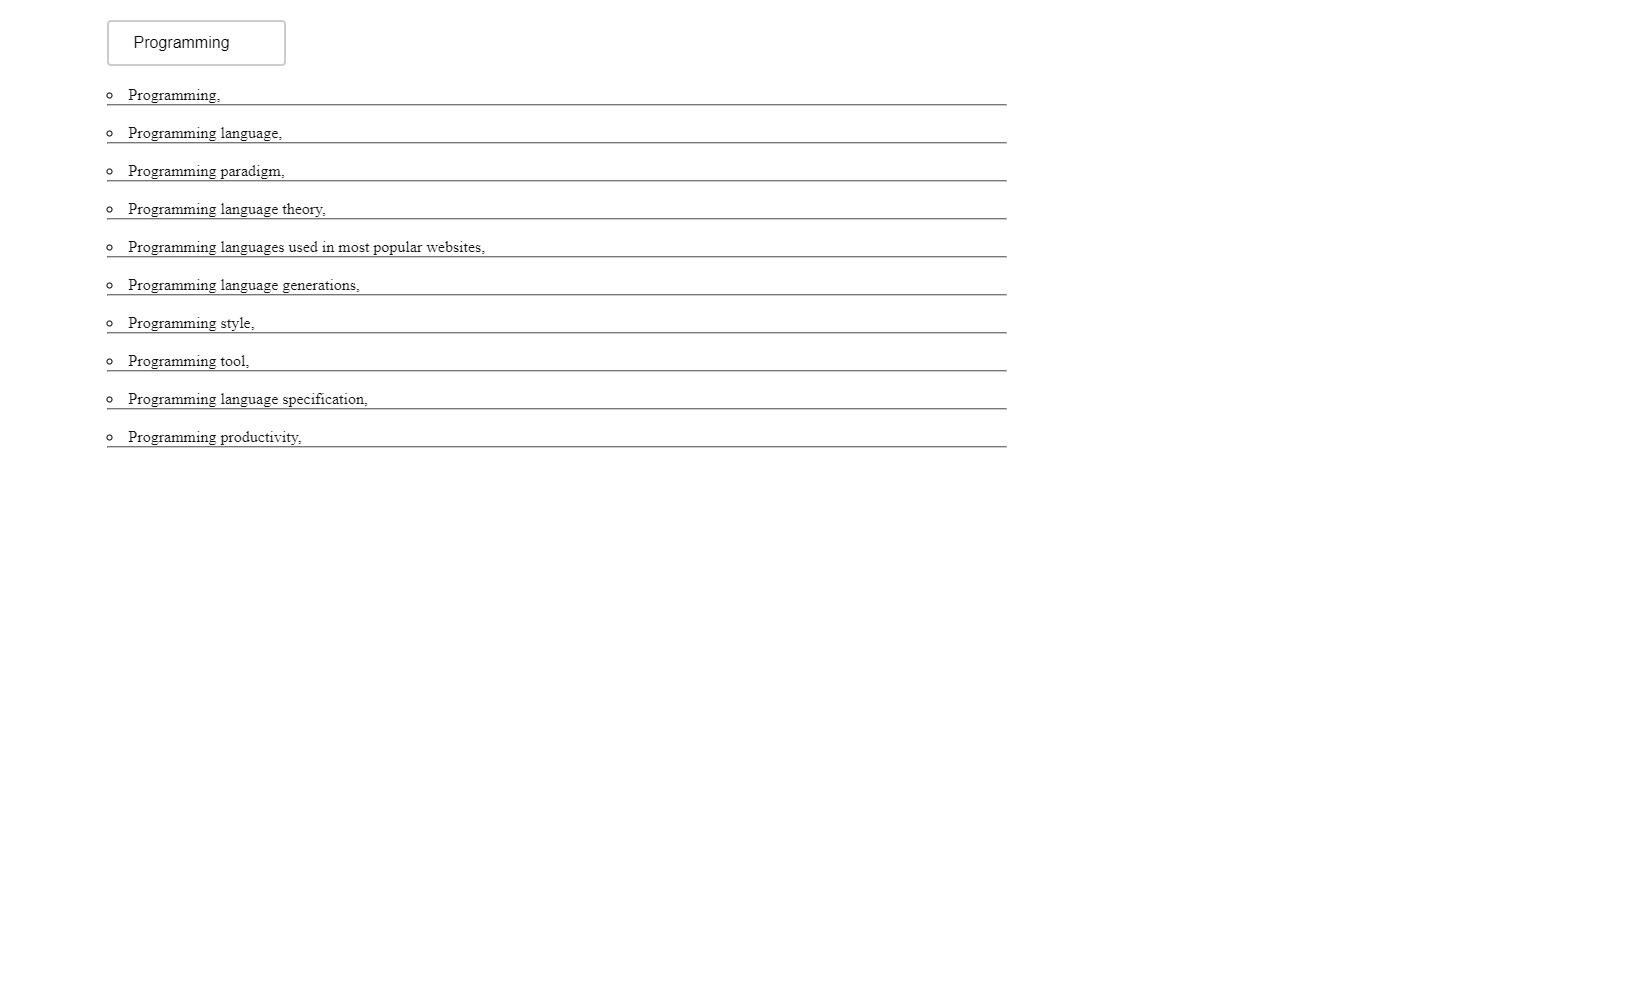 Programming
Programming,
Programming language,
Programming paradigm,
Programming language theory,
Programming languages used in most popular websites,
Programming language generations,
Programming style,
Programming tool,
Programming language specification,
Programming productivity,